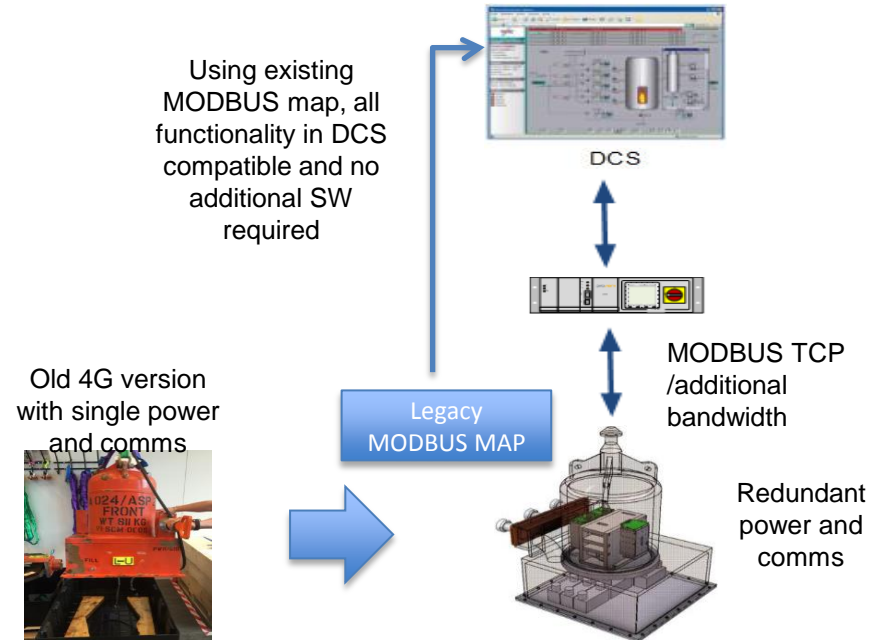 Using existing
MODBUS map, all
functionality in DCS
compatible and no
additional SW
required
DCS
MODBUS TCP
/additional
bandwidth
Old 4G version
with single power
and comms
Legacy
MODBUS MAP
Redundant
power and
comms
024/ASP
FRONT